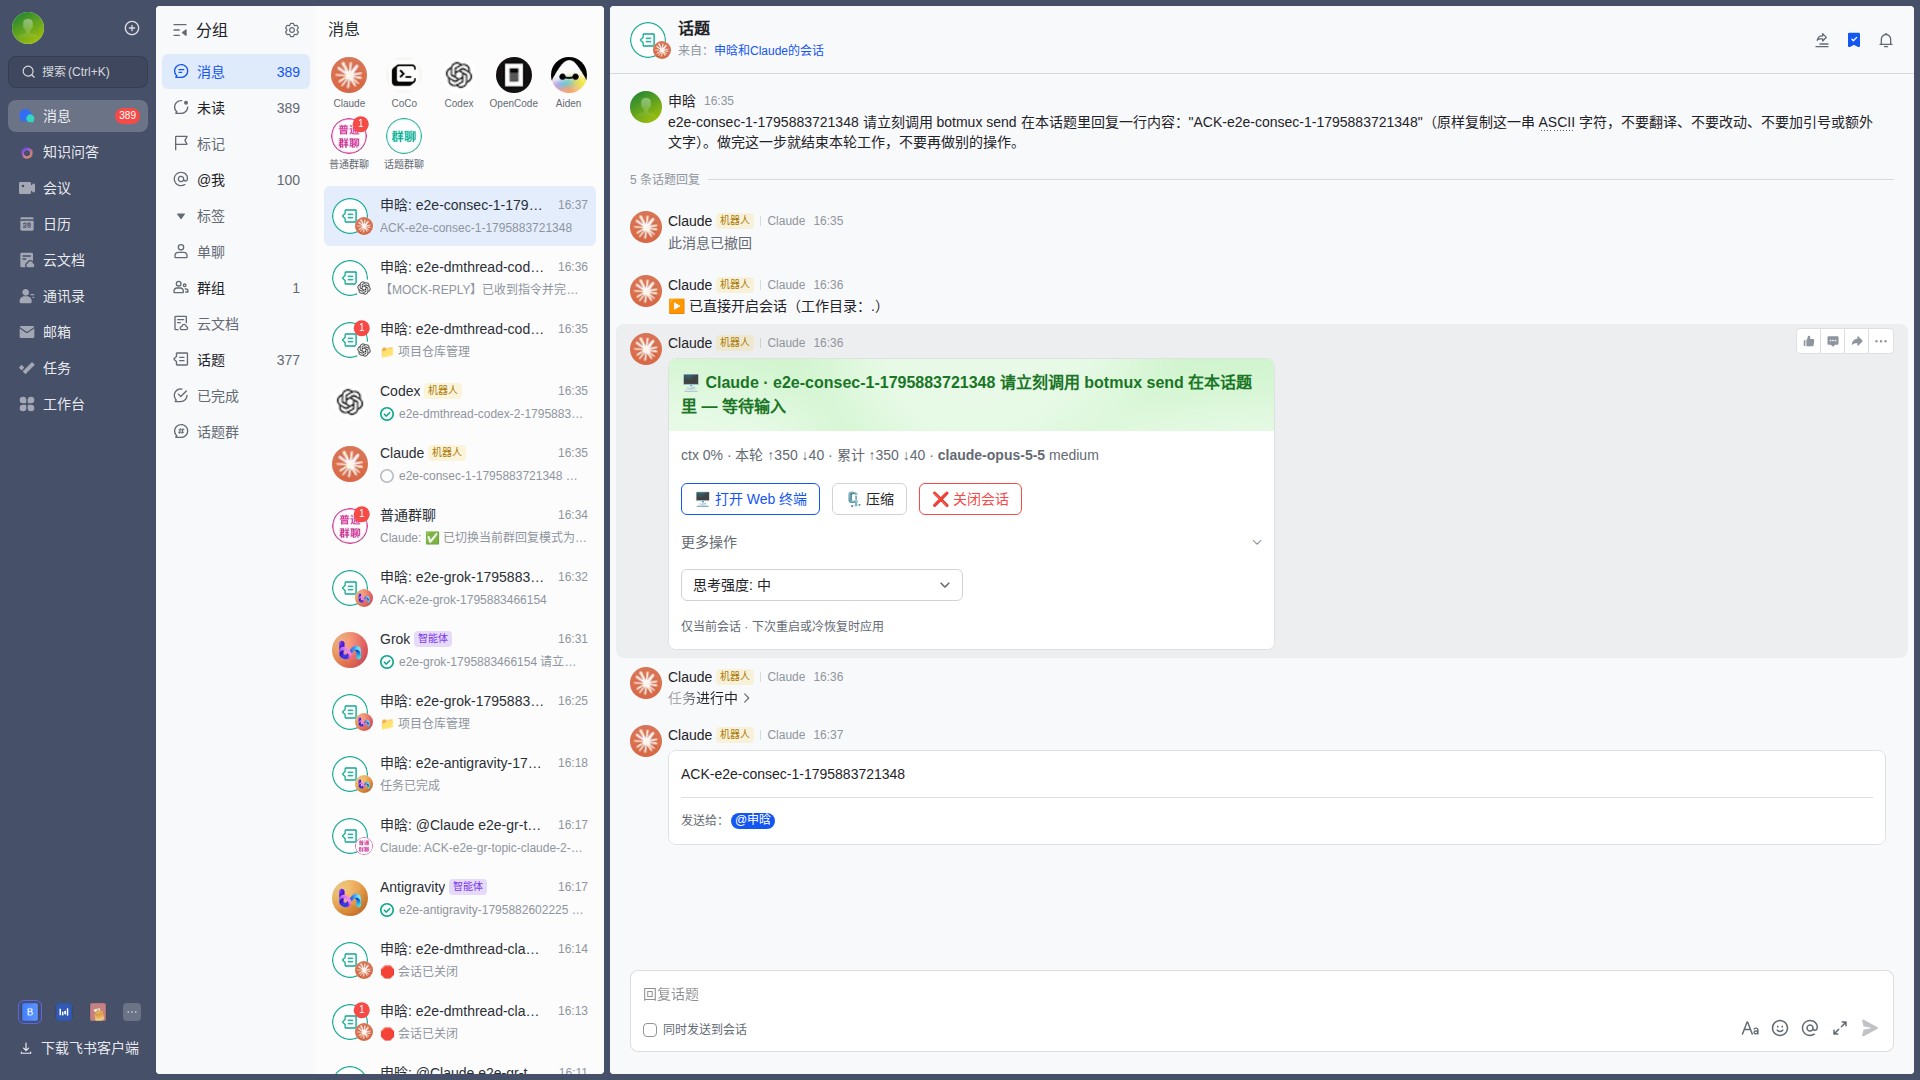 搜索 (Ctrl+K)
消息 389
知识问答
会议
日历
云文档
通讯录
邮箱
任务
工作台
下载飞书客户端
分组
消息 389
未读 389
标记
@我 100
标签
单聊
群组 1
云文档
话题 377
已完成
话题群
消息
Claude CoCo Codex OpenCode Aiden
普通群聊 1
群聊
普通群聊 话题群聊
申晗: e2e-consec-1-179... 16:37
ACK-e2e-consec-1-1795883721348
申晗: e2e-dmthread-cod... 16:36
【MOCK-REPLY】已收到指令并完...
1
申晗: e2e-dmthread-cod... 16:35
项目仓库管理
Codex 机器人 16:35
e2e-dmthread-codex-2-1795883...
Claude 机器人 16:35
e2e-consec-1-1795883721348 ...
1
普通群聊 16:34
Claude: ✅ 已切换当前群回复模式为...
申晗: e2e-grok-1795883... 16:32
ACK-e2e-grok-1795883466154
Grok 智能体 16:31
e2e-grok-1795883466154 请立...
申晗: e2e-grok-1795883... 16:25
项目仓库管理
申晗: e2e-antigravity-17... 16:18
任务已完成
申晗: @Claude e2e-gr-t... 16:17
Claude: ACK-e2e-gr-topic-claude-2-...
Antigravity 智能体 16:17
e2e-antigravity-1795882602225 ...
申晗: e2e-dmthread-cla... 16:14
会话已关闭
1
申晗: e2e-dmthread-cla... 16:13
会话已关闭
申晗: @Claude e2e-gr-t... 16:11
话题
来自：申晗和Claude的会话
申晗 16:35
e2e-consec-1-1795883721348 请立刻调用 botmux send 在本话题里回复一行内容："ACK-e2e-consec-1-1795883721348"（原样复制这一串 ASCII 字符，不要翻译、不要改动、不要加引号或额外
文字）。做完这一步就结束本轮工作，不要再做别的操作。
5 条话题回复
Claude 机器人 | Claude 16:35
此消息已撤回
Claude 机器人 | Claude 16:36
▶️ 已直接开启会话（工作目录：.）
Claude 机器人 | Claude 16:36
🖥️ Claude · e2e-consec-1-1795883721348 请立刻调用 botmux send 在本话题
里 — 等待输入
ctx 0% · 本轮 ↑350 ↓40 · 累计 ↑350 ↓40 · claude-opus-5-5 medium
🖥️ 打开 Web 终端
🗜️ 压缩
❌ 关闭会话
更多操作
思考强度: 中
仅当前会话 · 下次重启或冷恢复时应用
Claude 机器人 | Claude 16:36
任务进行中
Claude 机器人 | Claude 16:37
ACK-e2e-consec-1-1795883721348
发送给：@申晗
回复话题
同时发送到会话